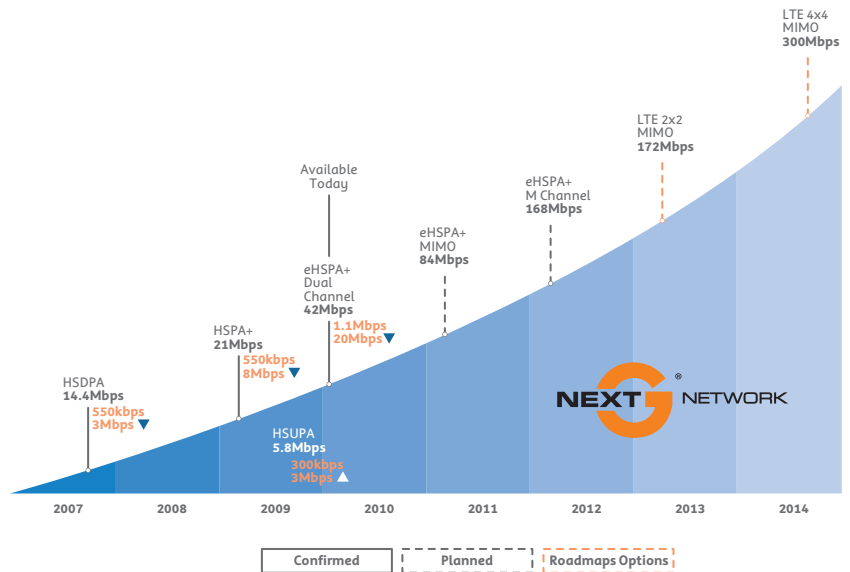 LTE 4x4
MIMO
300Mbps
LTE 2x2
MIMO
172Mbps
Available
Today
eHSPA+
M Channel
168Mbps
eHSPA+
MIMO
84Mbps
eHSPA+
Dual
Channel
42Mbps
1.1Mbps
20Mbps
HSPA+
21Mbps
550kbps
8Mbps
HSDPA
14.4Mbps
550kbps
3Mbps
HSUPA
5.8Mbps
300kbps
3Mbps
NEXT G ® NETWORK
2007 2008 2009 2010 2011 2012 2013 2014
Confirmed Planned Roadmaps Options